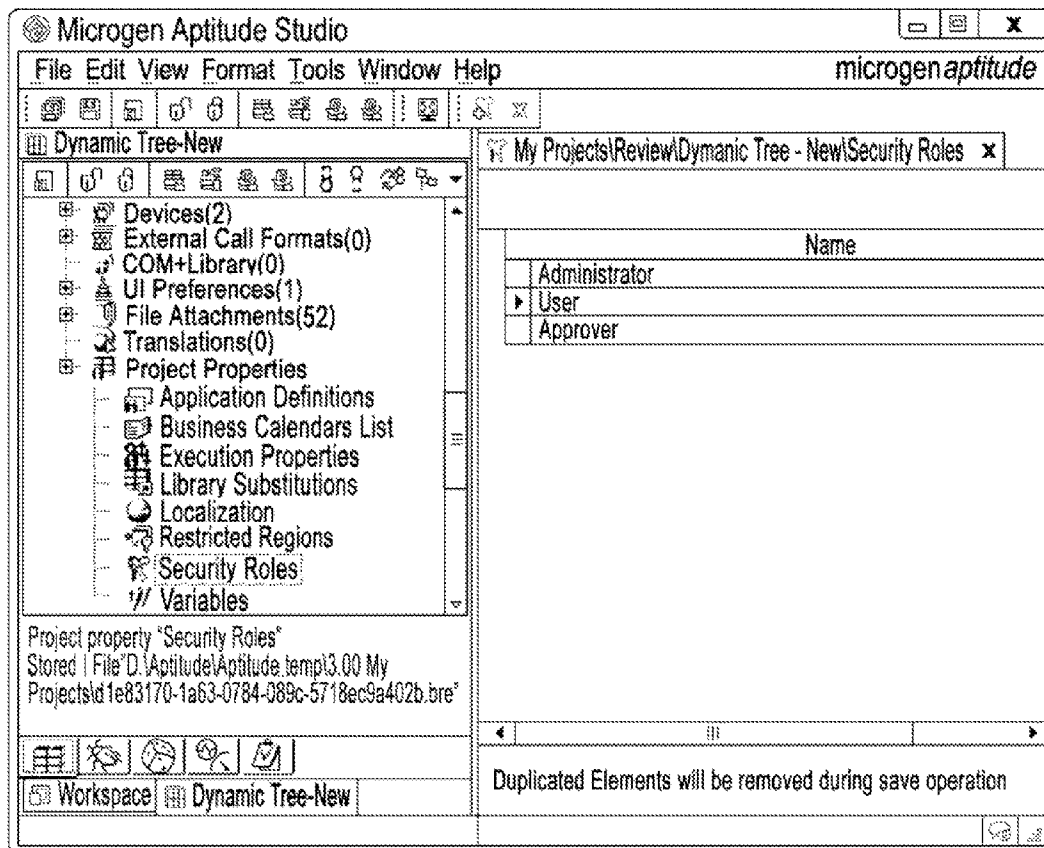 Microgen Aptitude Studio
File Edit View Format Tools Window Help
microgenaptitude
Dynamic Tree-New
Devices(2)
External Call Formats(0)
COM+Library(0)
UI Preferences(1)
File Attachments(52)
Translations(0)
Project Properties
Application Definitions
Business Calendars List
Execution Properties
Library Substitutions
Localization
Restricted Regions
Security Roles
Variables
Project property "Security Roles"
Stored | File"D.\Aptitude\Aptitude.temp\3.00 My
Projects\d1e83170-1a63-0784-089c-5718ec9a402b.bre"
Workspace
Dynamic Tree-New
My Projects\Review\Dymanic Tree - New\Security Roles x
Name
Administrator
User
Approver
Duplicated Elements will be removed during save operation